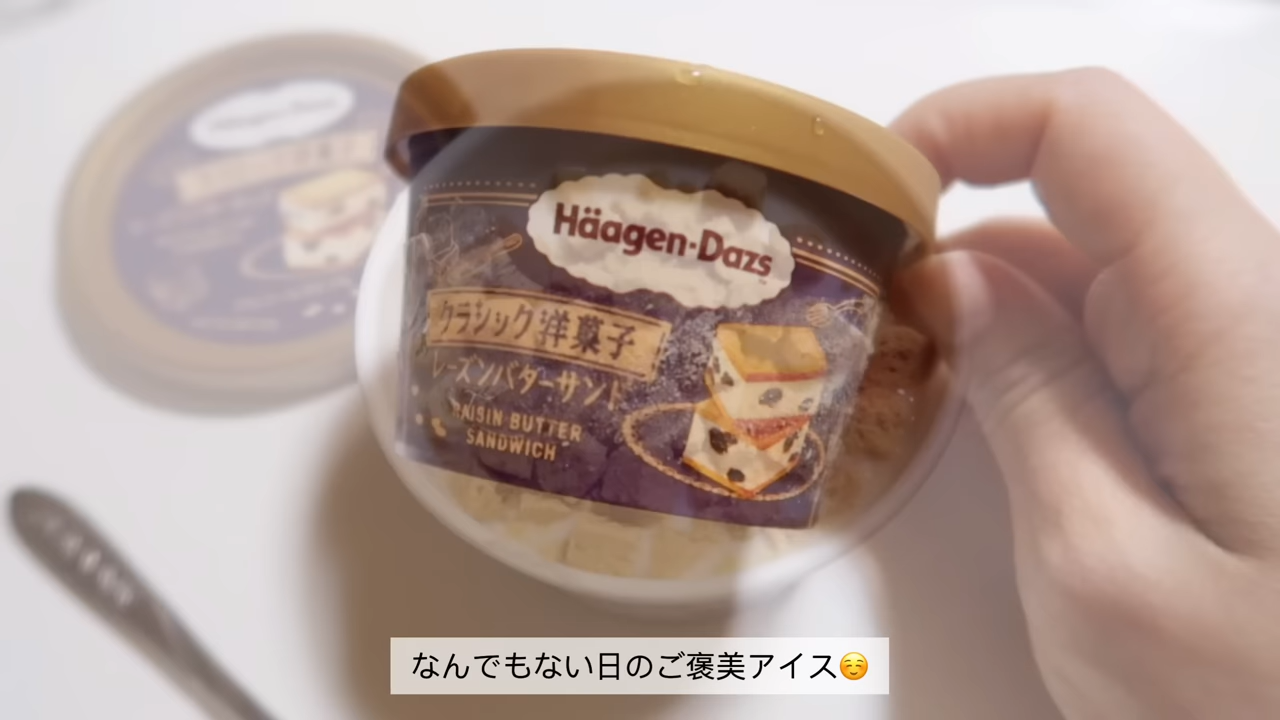 Häagen-Dazs
クラシック洋菓子
レーズンバターサンド
RAISIN BUTTER
SANDWICH
なんでもない日のご褒美アイス☺️